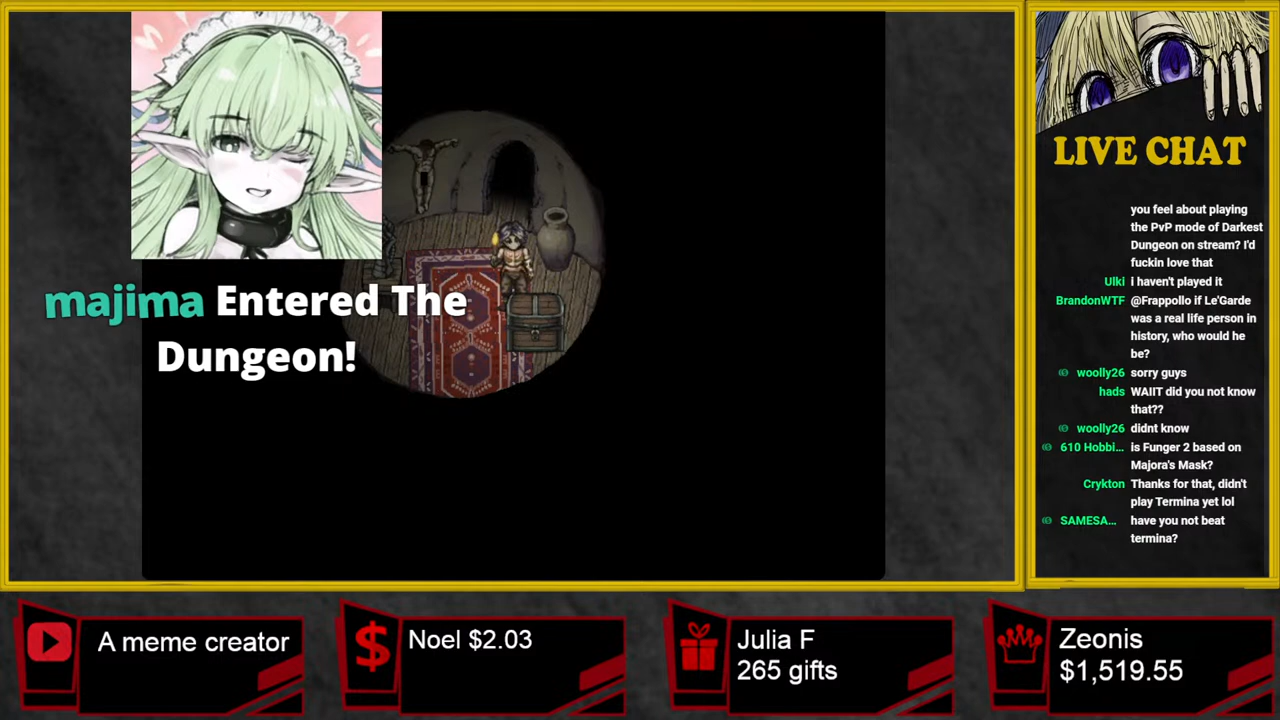 majima Entered The
Dungeon!
LIVE CHAT
you feel about playing
the PvP mode of Darkest
Dungeon on stream? I'd
fuckin love that
Ulki i haven't played it
BrandonWTF @Frappollo if Le'Garde
was a real life person in
history, who would he
be?
woolly26 sorry guys
hads WAIIT did you not know
that??
woolly26 didnt know
610 Hobbi... is Funger 2 based on
Majora's Mask?
Crykton Thanks for that, didn't
play Termina yet lol
SAMESA... have you not beat
termina?
A meme creator
$ Noel $2.03
Julia F
265 gifts
Zeonis
$1,519.55